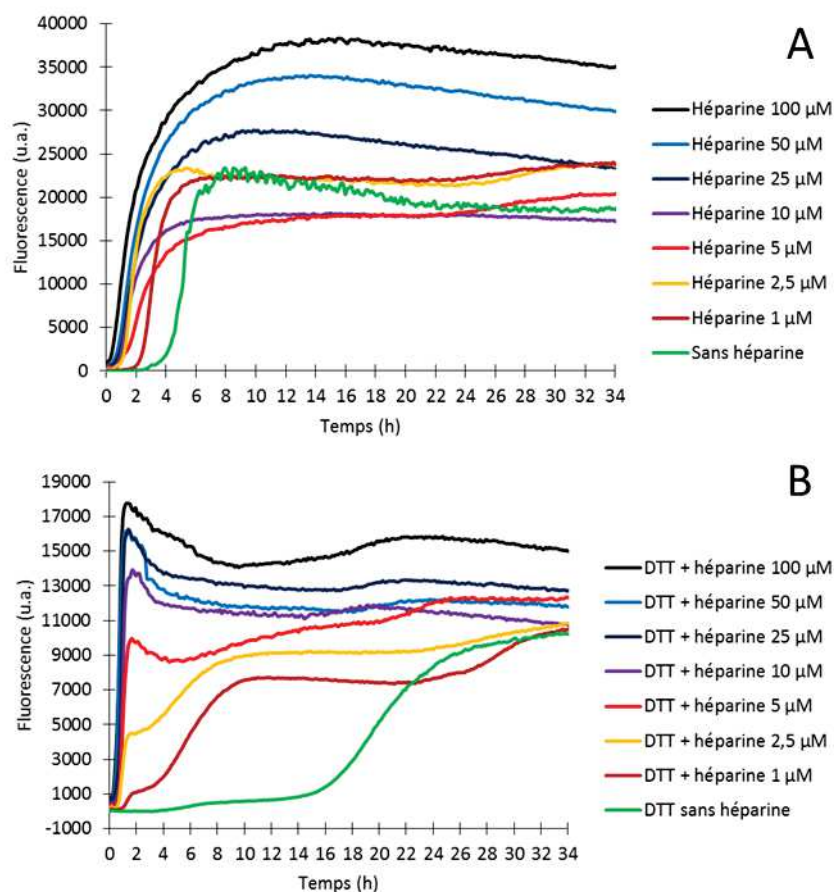 A
40000
35000
30000
25000
20000
15000
10000
5000
0
Fluorescence (u.a.)
0 2 4 6 8 10 12 14 16 18 20 22 24 26 28 30 32 34
Temps (h)
Héparine 100 µM
Héparine 50 µM
Héparine 25 µM
Héparine 10 µM
Héparine 5 µM
Héparine 2,5 µM
Héparine 1 µM
Sans héparine
B
19000
17000
15000
13000
11000
9000
7000
5000
3000
1000
-1000
Fluorescence (u.a.)
0 2 4 6 8 10 12 14 16 18 20 22 24 26 28 30 32 34
Temps (h)
DTT + héparine 100 µM
DTT + héparine 50 µM
DTT + héparine 25 µM
DTT + héparine 10 µM
DTT + héparine 5 µM
DTT + héparine 2,5 µM
DTT + héparine 1 µM
DTT sans héparine